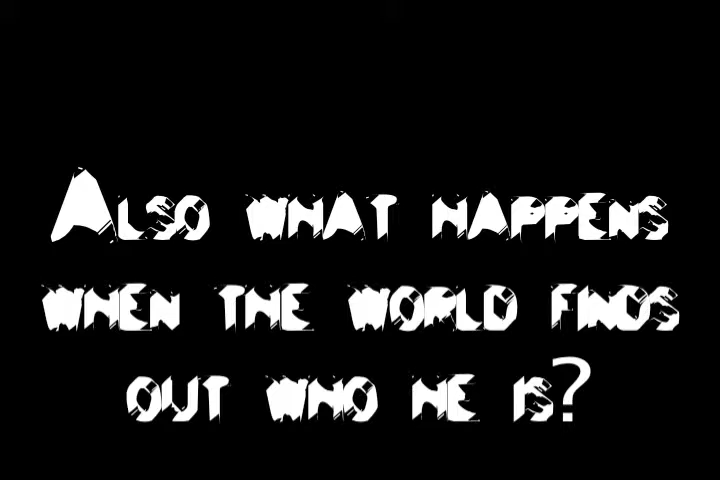 Also what happens
when the world finds
out who he is?